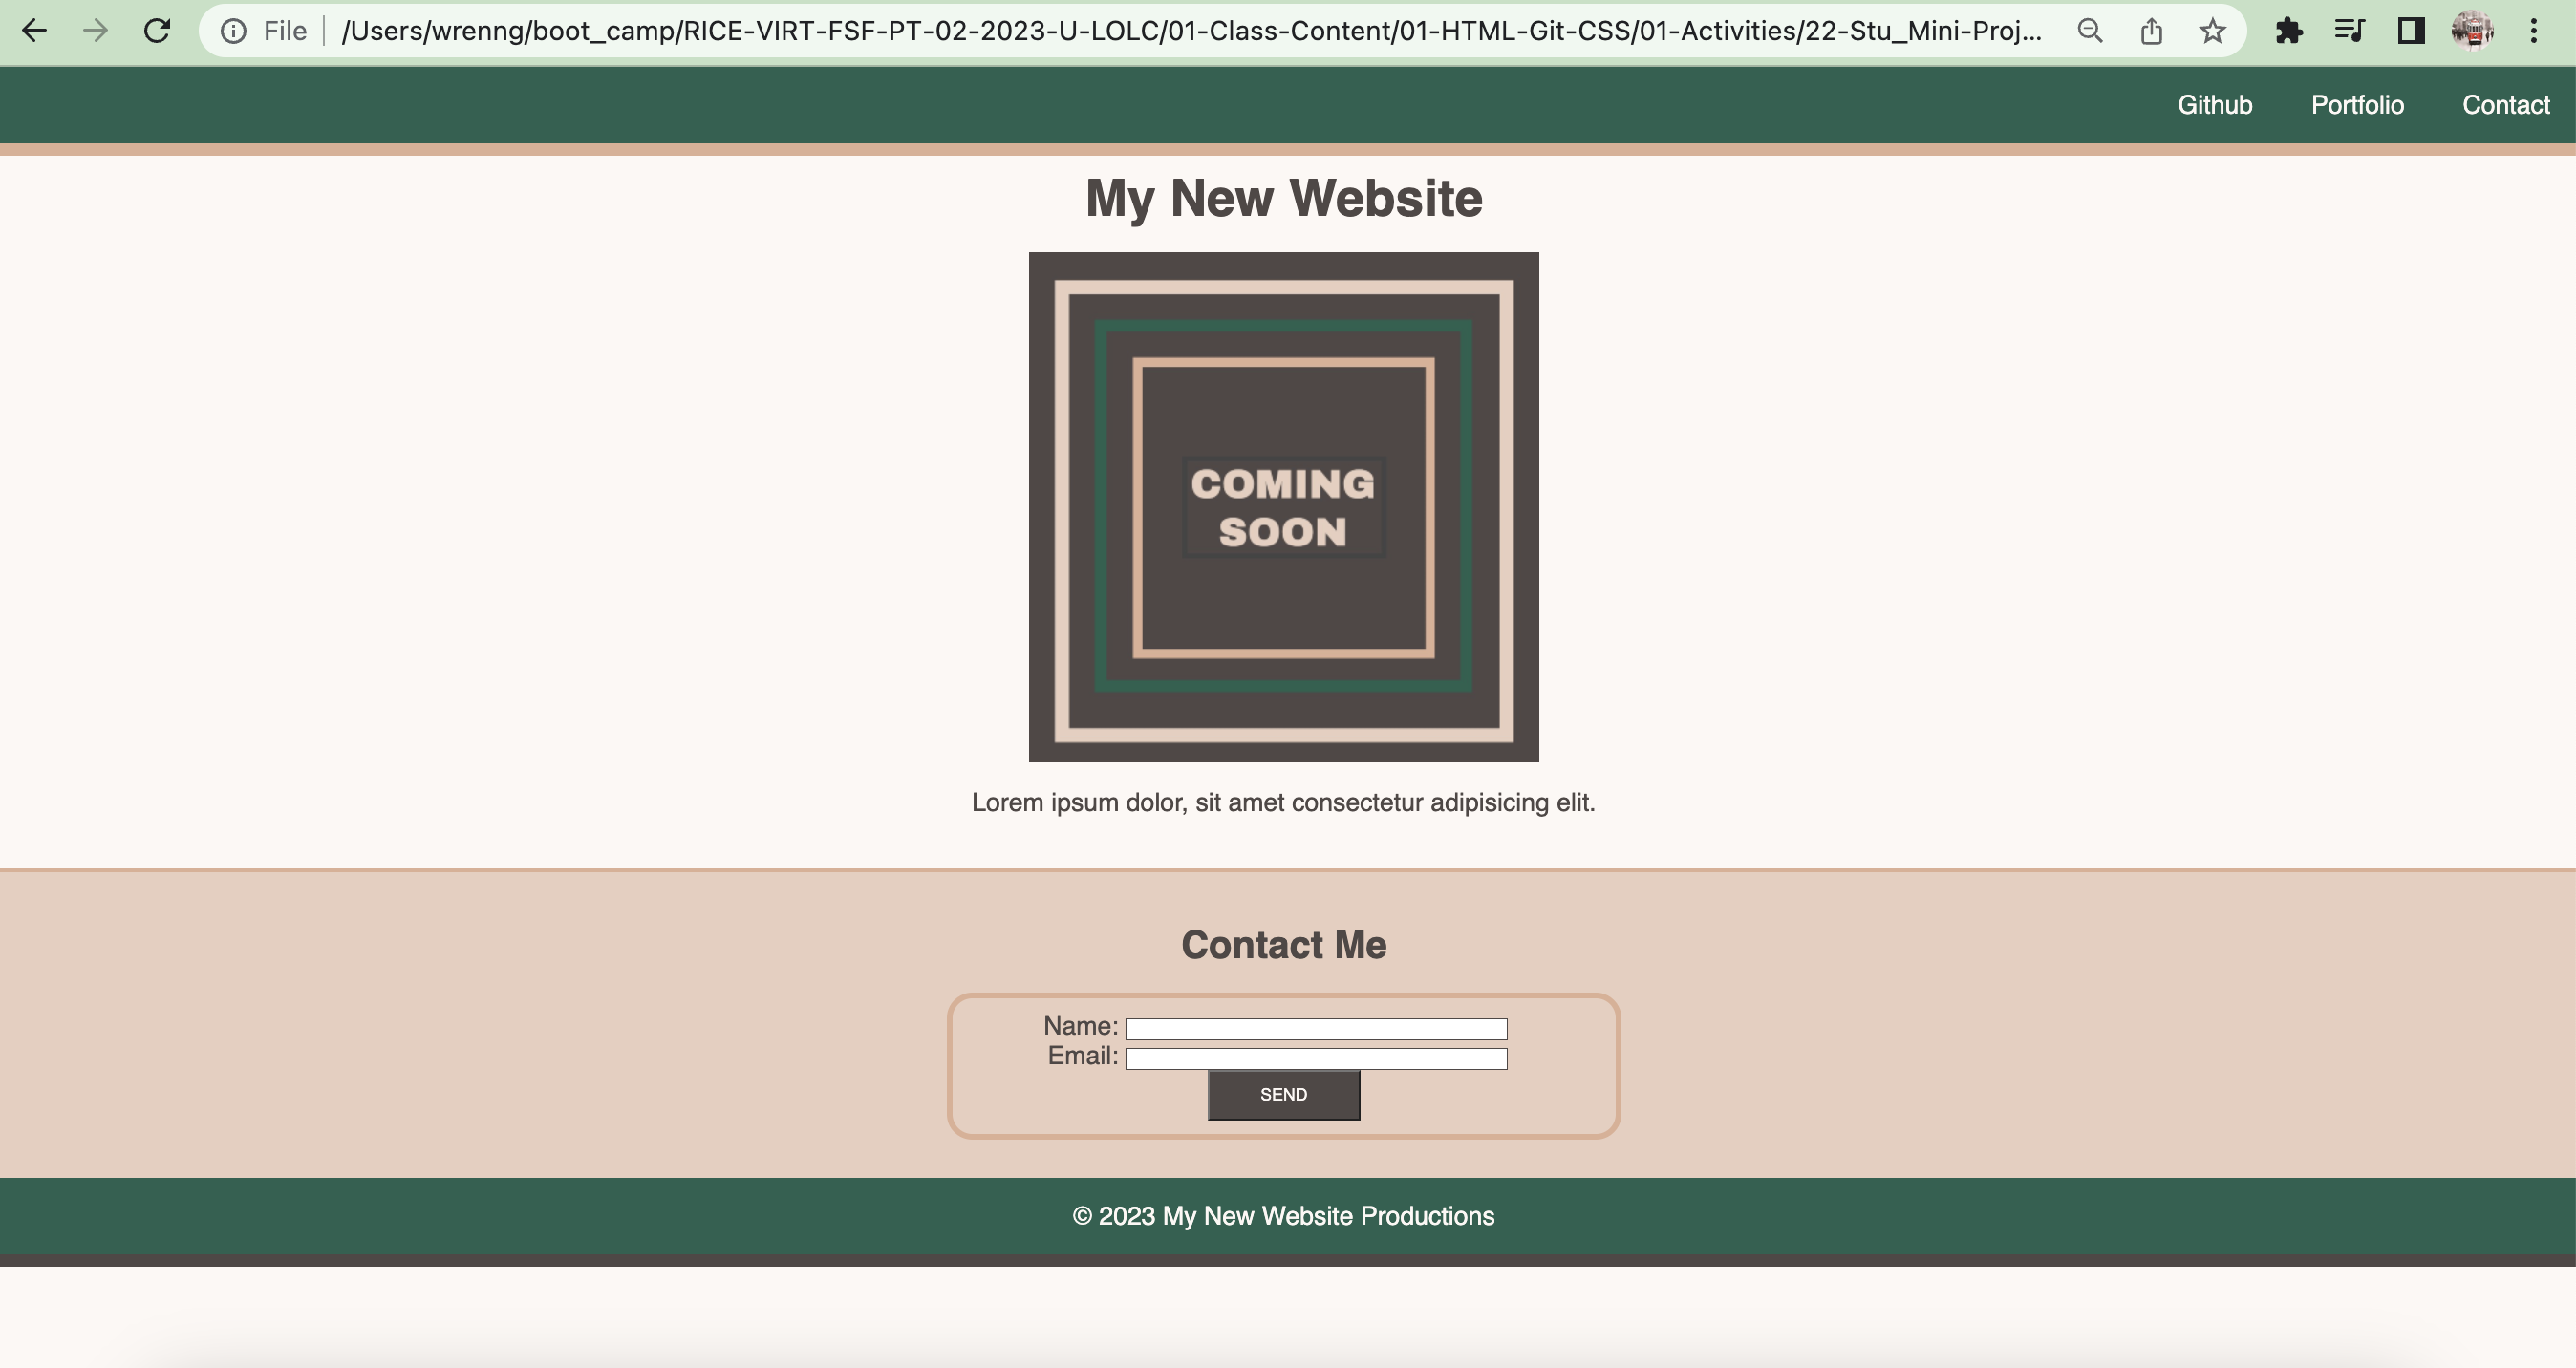 File /Users/wrenng/boot_camp/RICE-VIRT-FSF-PT-02-2023-U-LOLC/01-Class-Content/01-HTML-Git-CSS/01-Activities/22-Stu_Mini-Proj...
Github Portfolio Contact
My New Website
COMING
SOON
Lorem ipsum dolor, sit amet consectetur adipisicing elit.
Contact Me
Name:
Email:
SEND
© 2023 My New Website Productions